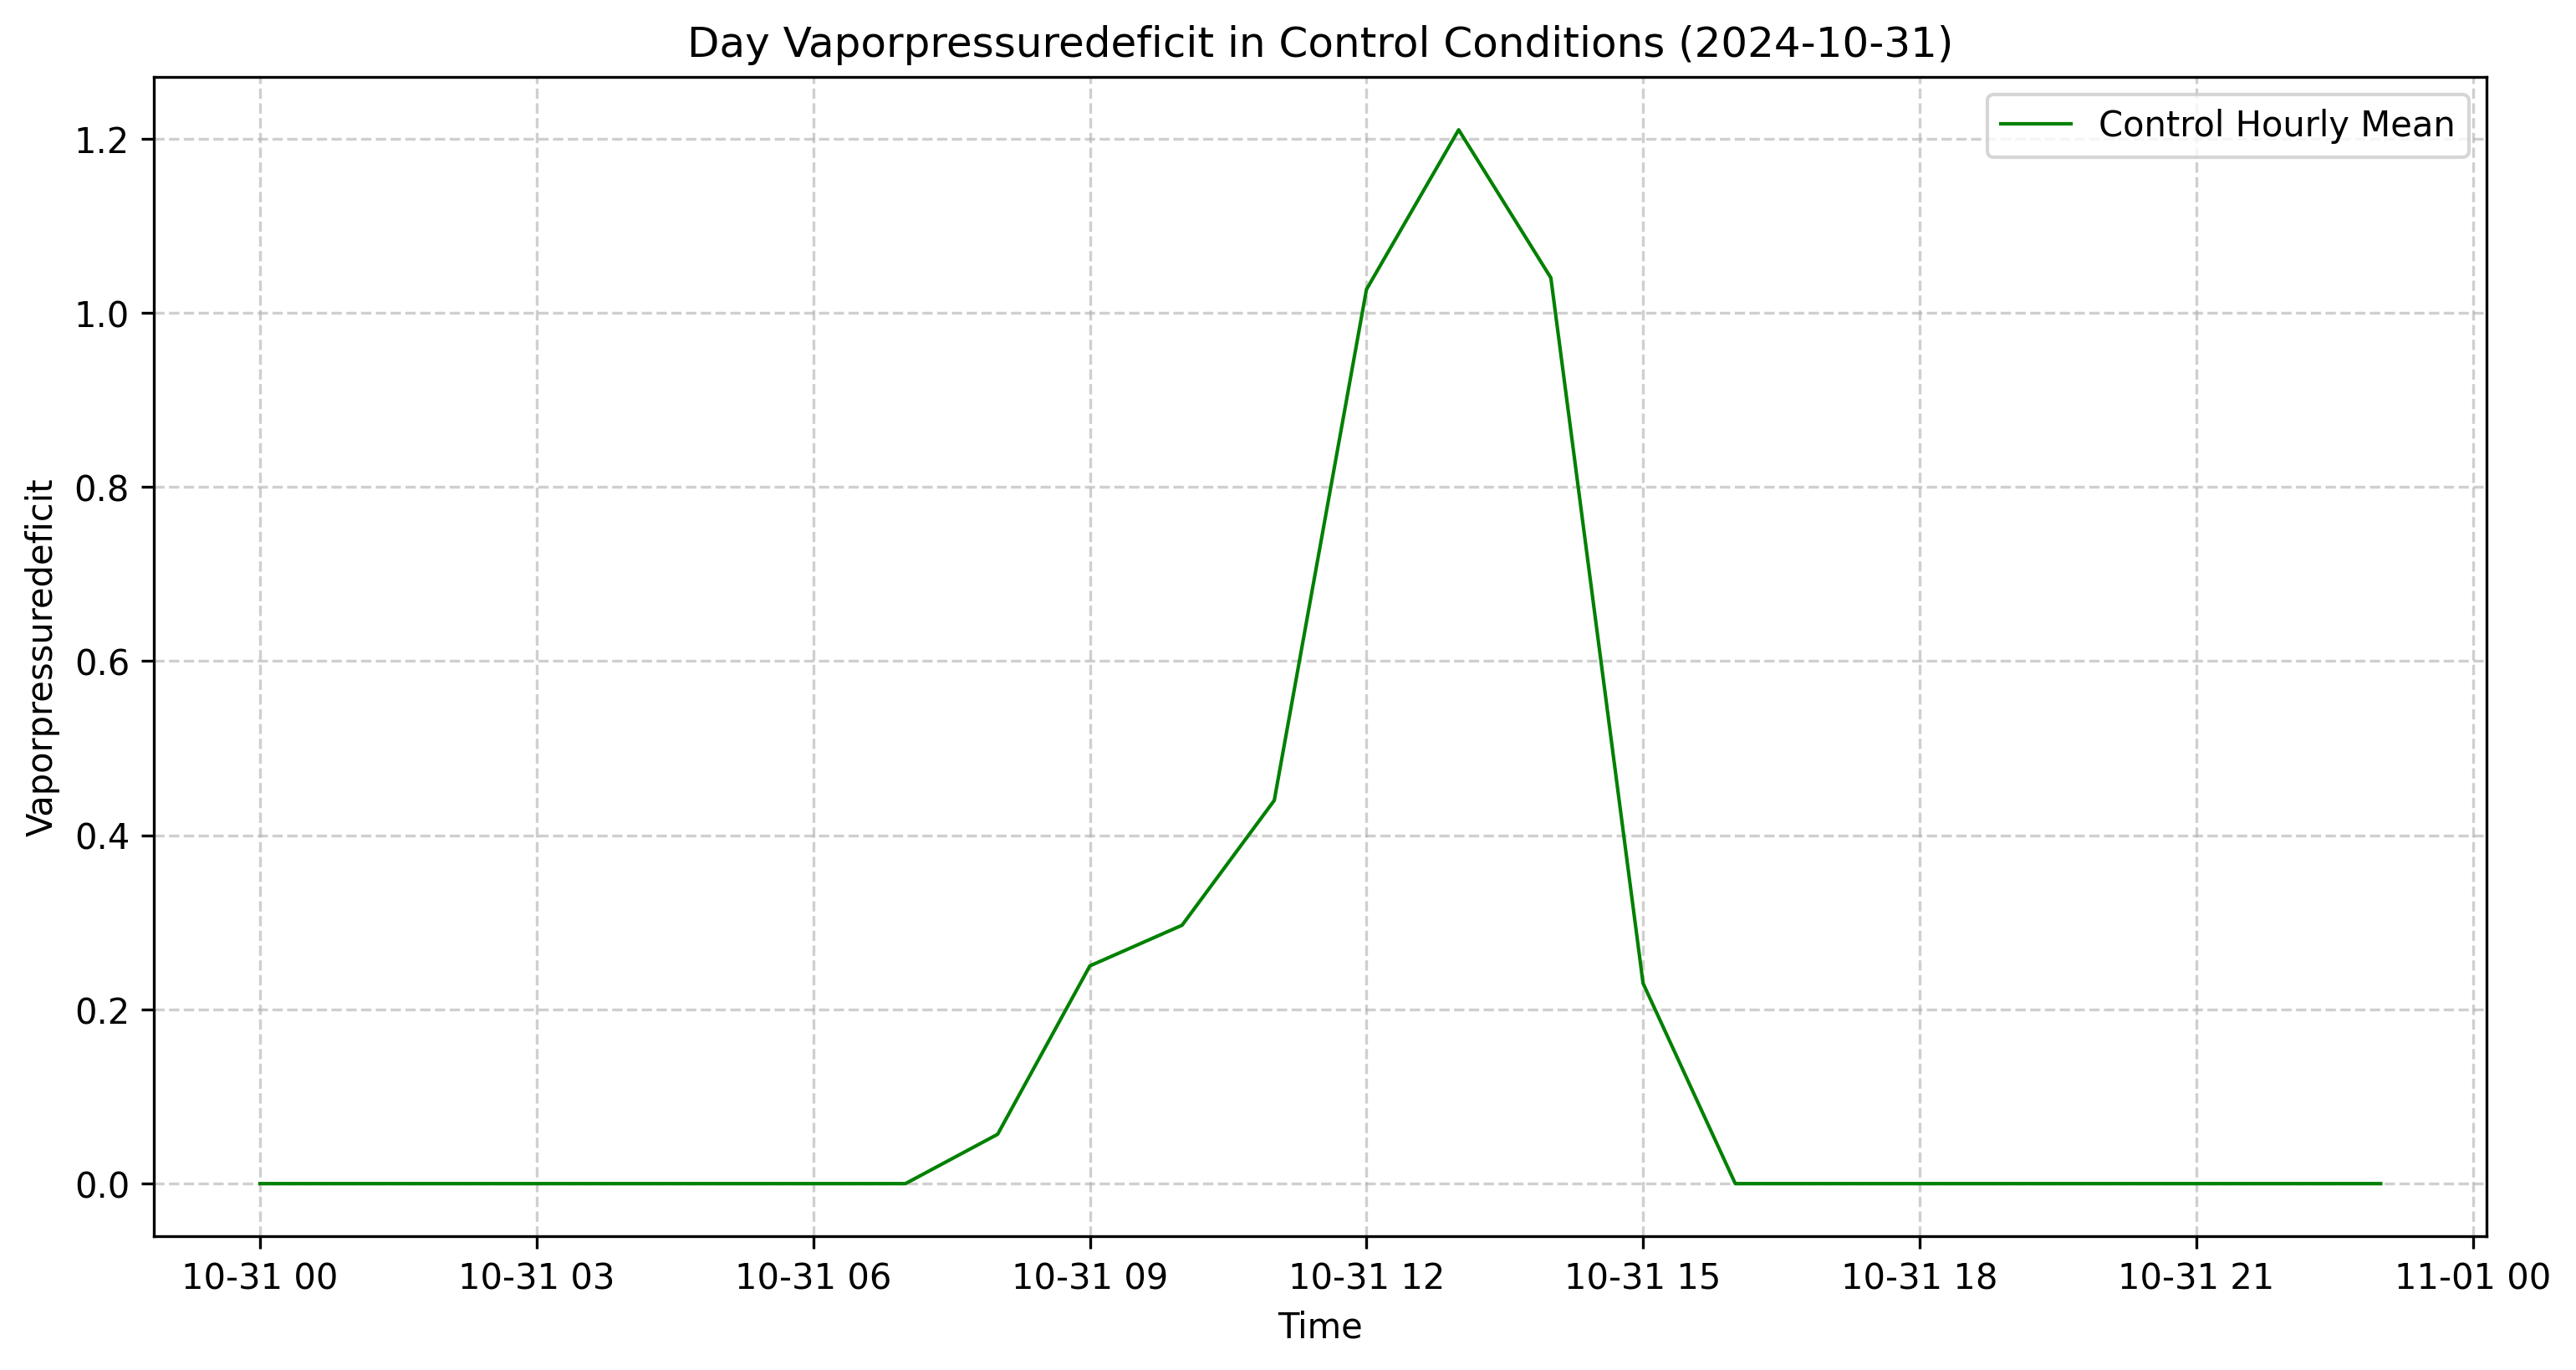 Day Vaporpressuredeficit in Control Conditions (2024-10-31)
Control Hourly Mean
Vaporpressuredeficit
1.2
1.0
0.8
0.6
0.4
0.2
0.0
10-31 00 10-31 03 10-31 06 10-31 09 10-31 12 10-31 15 10-31 18 10-31 21 11-01 00
Time